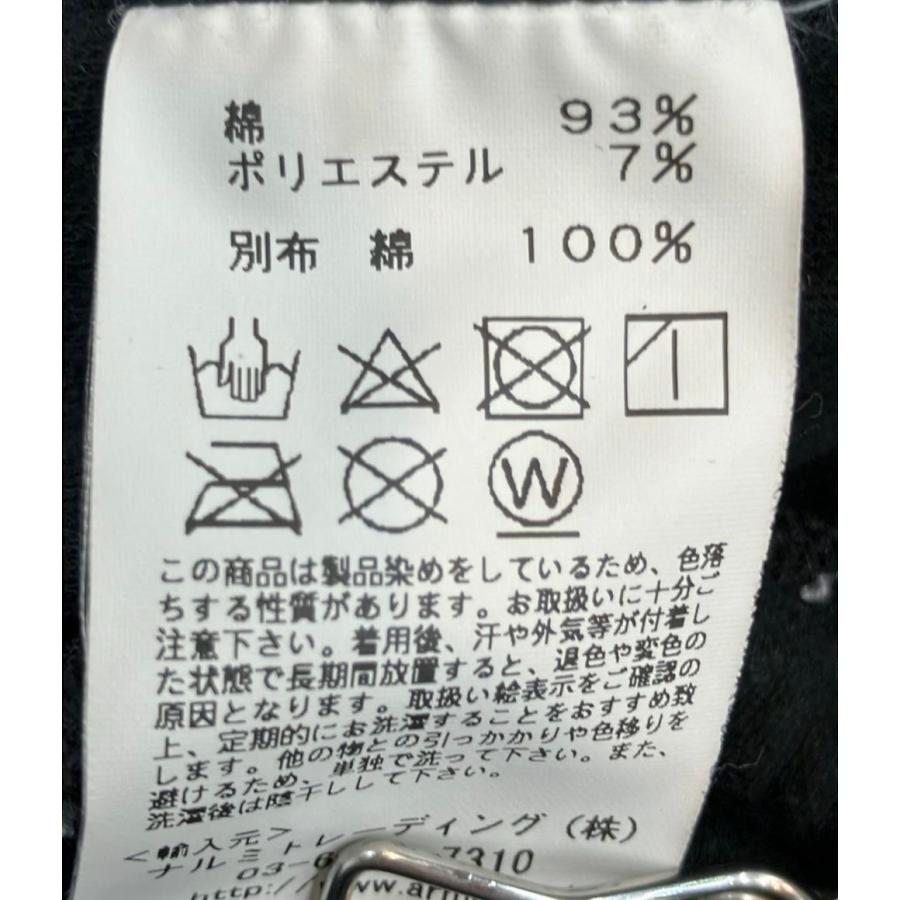 綿 93%
ポリエステル 7%
別布 綿 100%
W
この商品は製品染めをしているため、色落
ちする性質があります。お取扱いに十分ご
注意下さい。着用後、汗や外気等が付着し
た状態で長期間放置すると、退色や変色の
原因となります。取扱い絵表示をご確認の
上、定期的にお洗濯することをおすすめ致
します。他の物との引っかかりや色移りを
避けるため、単独で洗って下さい。また、
洗濯後は陰干しして下さい。
<輸入元>
ナルミトレーディング(株)
03-6 7310
http:// www.arm